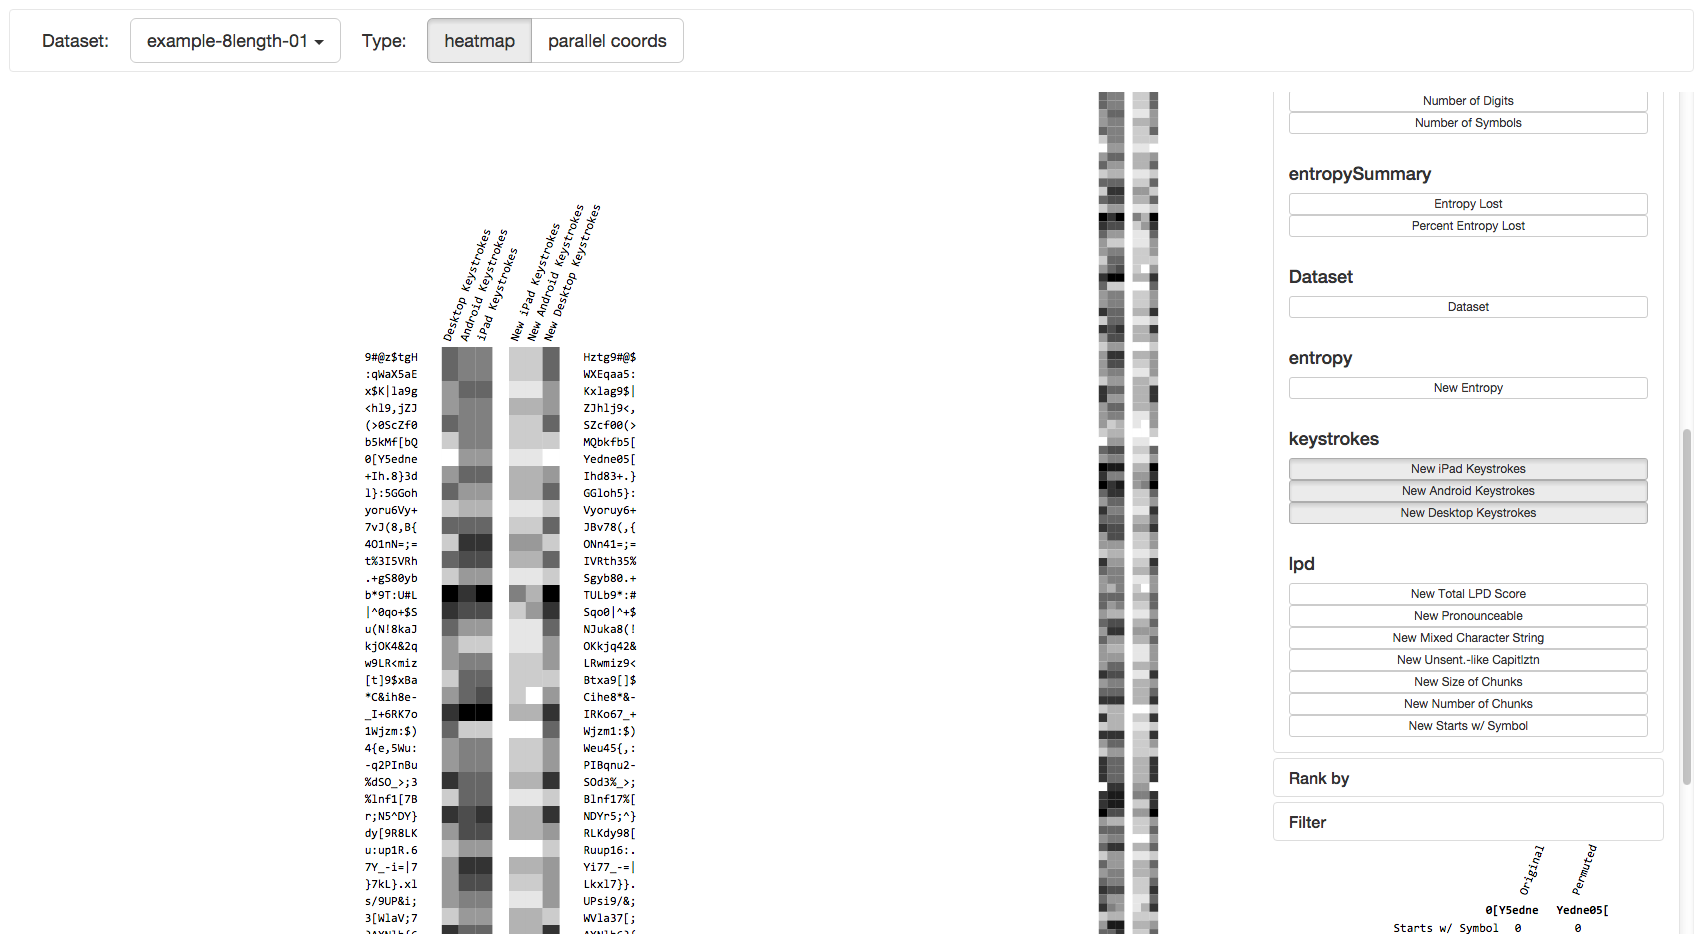 Dataset: example-8length-01 Type: heatmap parallel coords
Number of Digits
Number of Symbols
entropySummary
Entropy Lost
Percent Entropy Lost
Dataset
Dataset
entropy
New Entropy
keystrokes
New iPad Keystrokes
New Android Keystrokes
New Desktop Keystrokes
lpd
New Total LPD Score
New Pronounceable
New Mixed Character String
New Unsent.-like Capitlztn
New Size of Chunks
New Number of Chunks
New Starts w/ Symbol
Rank by
Filter
Original
Permuted
0[Y5edne Yedne05[
Starts w/ Symbol 0 0
Desktop Keystrokes
Android Keystrokes
iPad Keystrokes
New iPad Keystrokes
New Android Keystrokes
New Desktop Keystrokes
9#@z$tgH Hztg9#@$
:qWaX5aE WXEqaa5:
x$K|la9g Kxlag9$|
<hl9,jZJ ZJhlj9<,
(>0ScZf0 SZcf00(>
b5kMf[bQ MQbkfb5[
0[Y5edne Yedne05[
+Ih.8}3d Ihd83+.}
l}:5GGoh GGloh5}:
yoru6Vy+ Vyoruy6+
7vJ(8,B{ JBv78(,{
4O1nN=;= ONn41=;=
t%3I5VRh IVRth35%
.+gS80yb Sgyb80.+
b*9T:U#L TULb9*:#
|^0qo+$S Sqo0|^+$
u(N!8kaJ NJuka8(!
kjOK4&2q OKkjq42&
w9LR<miz LRwmiz9<
[t]9$xBa Btxa9[]$
*C&ih8e- Cihe8*&-
_I+6RK7o IRKo67_+
1Wjzm:$) Wjzm1:$)
4{e,5Wu: Weu45{,:
-q2PInBu PIBqnu2-
%dSO_>;3 SOd3%_>;
%lnf1[7B Blnf17%[
r;N5^DY} NDYr5;^}
dy[9R8LK RLKdy98[
u:up1R.6 Ruup16:.
7Y_-i=|7 Yi77_-=|
}7kL}.xl Lkxl7}}.
s/9UP&i; UPsi9/&;
3[WlaV;7 WVla37[;